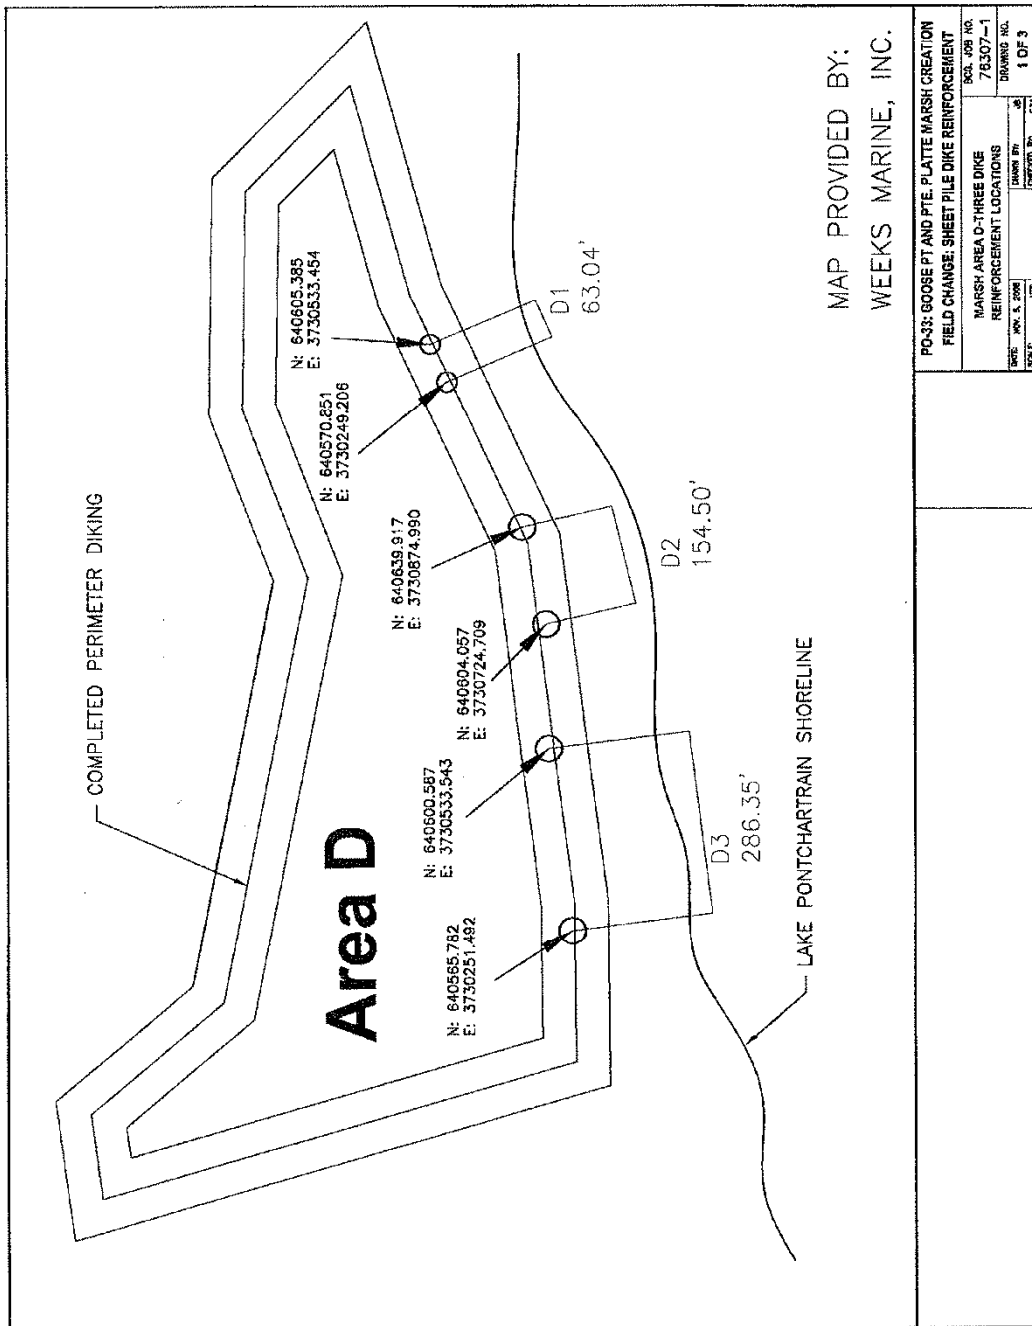 COMPLETED PERIMETER DIKING
Area D
N: 640565.782
E: 3730251.492
N: 640600.587
E: 3730533.543
N: 640604.057
E: 3730724.709
N: 640639.917
E: 3730874.990
N: 640570.851
E: 3730249.206
N: 640605.385
E: 3730533.454
D3
286.35'
D2
154.50'
D1
63.04'
LAKE PONTCHARTRAIN SHORELINE
MAP PROVIDED BY:
WEEKS MARINE, INC.
PO-33: GOOSE PT AND PTE. PLATTE MARSH CREATION
FIELD CHANGE: SHEET PILE DIKE REINFORCEMENT
MARSH AREA D-THREE DIKE
REINFORCEMENT LOCATIONS
BCG. JOB NO.
76307-1
DRAWING NO.
1 OF 3
DATE: NOV. 5, 2008
DRAWN BY: JB